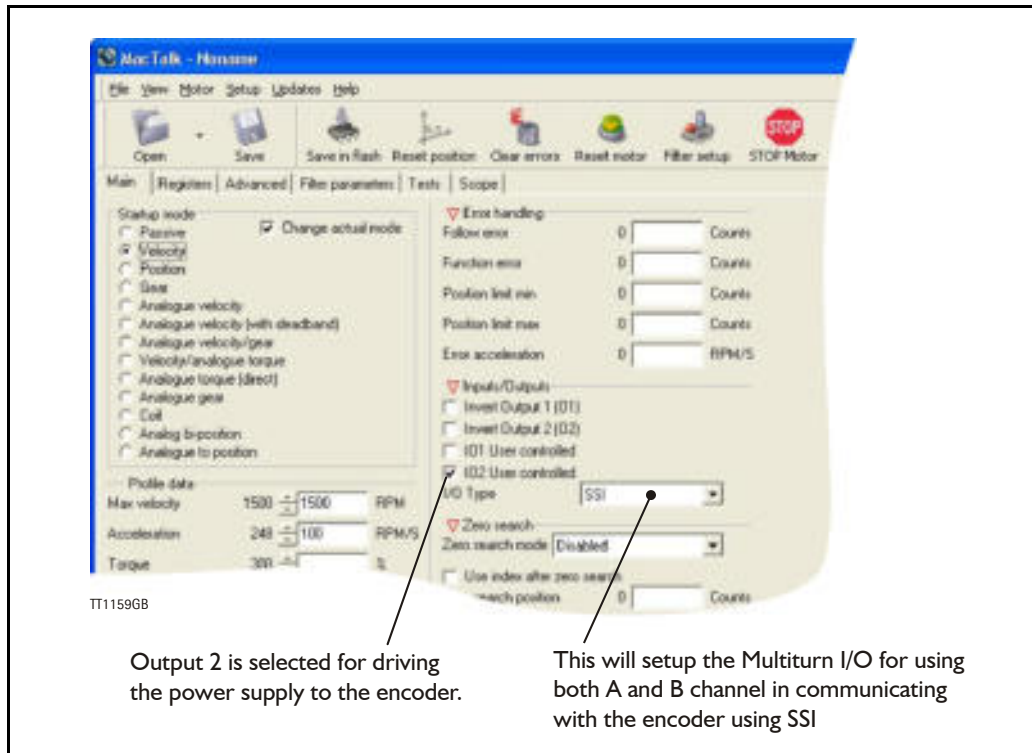 MacTalk - Noname
File View Motor Setup Updates Help
Open Save Save in flash Reset position Clear errors Reset motor Filter setup STOP Motor
STOP
Main Registers Advanced Filter parameters Tests Scope
Startup mode
Change actual mode
Passive
Velocity
Position
Gear
Analogue velocity
Analogue velocity (with deadband)
Analogue velocity/gear
Velocity/analogue torque
Analogue torque (direct)
Analogue gear
Coil
Analog bi-position
Analogue to position
Profile data
Max velocity 1500 1500 RPM
Acceleration 248 100 RPM/S
Torque 300
Error handling
Follow error 0 Counts
Function error 0 Counts
Position limit min 0 Counts
Position limit max 0 Counts
Error acceleration 0 RPM/S
Inputs/Outputs
Invert Output 1 (O1)
Invert Output 2 (O2)
IO1 User controlled
IO2 User controlled
I/O Type SSI
Zero search
Zero search mode Disabled
Use index after zero search
search position 0 Counts
TT1159GB
Output 2 is selected for driving
the power supply to the encoder.
This will setup the Multiturn I/O for using
both A and B channel in communicating
with the encoder using SSI